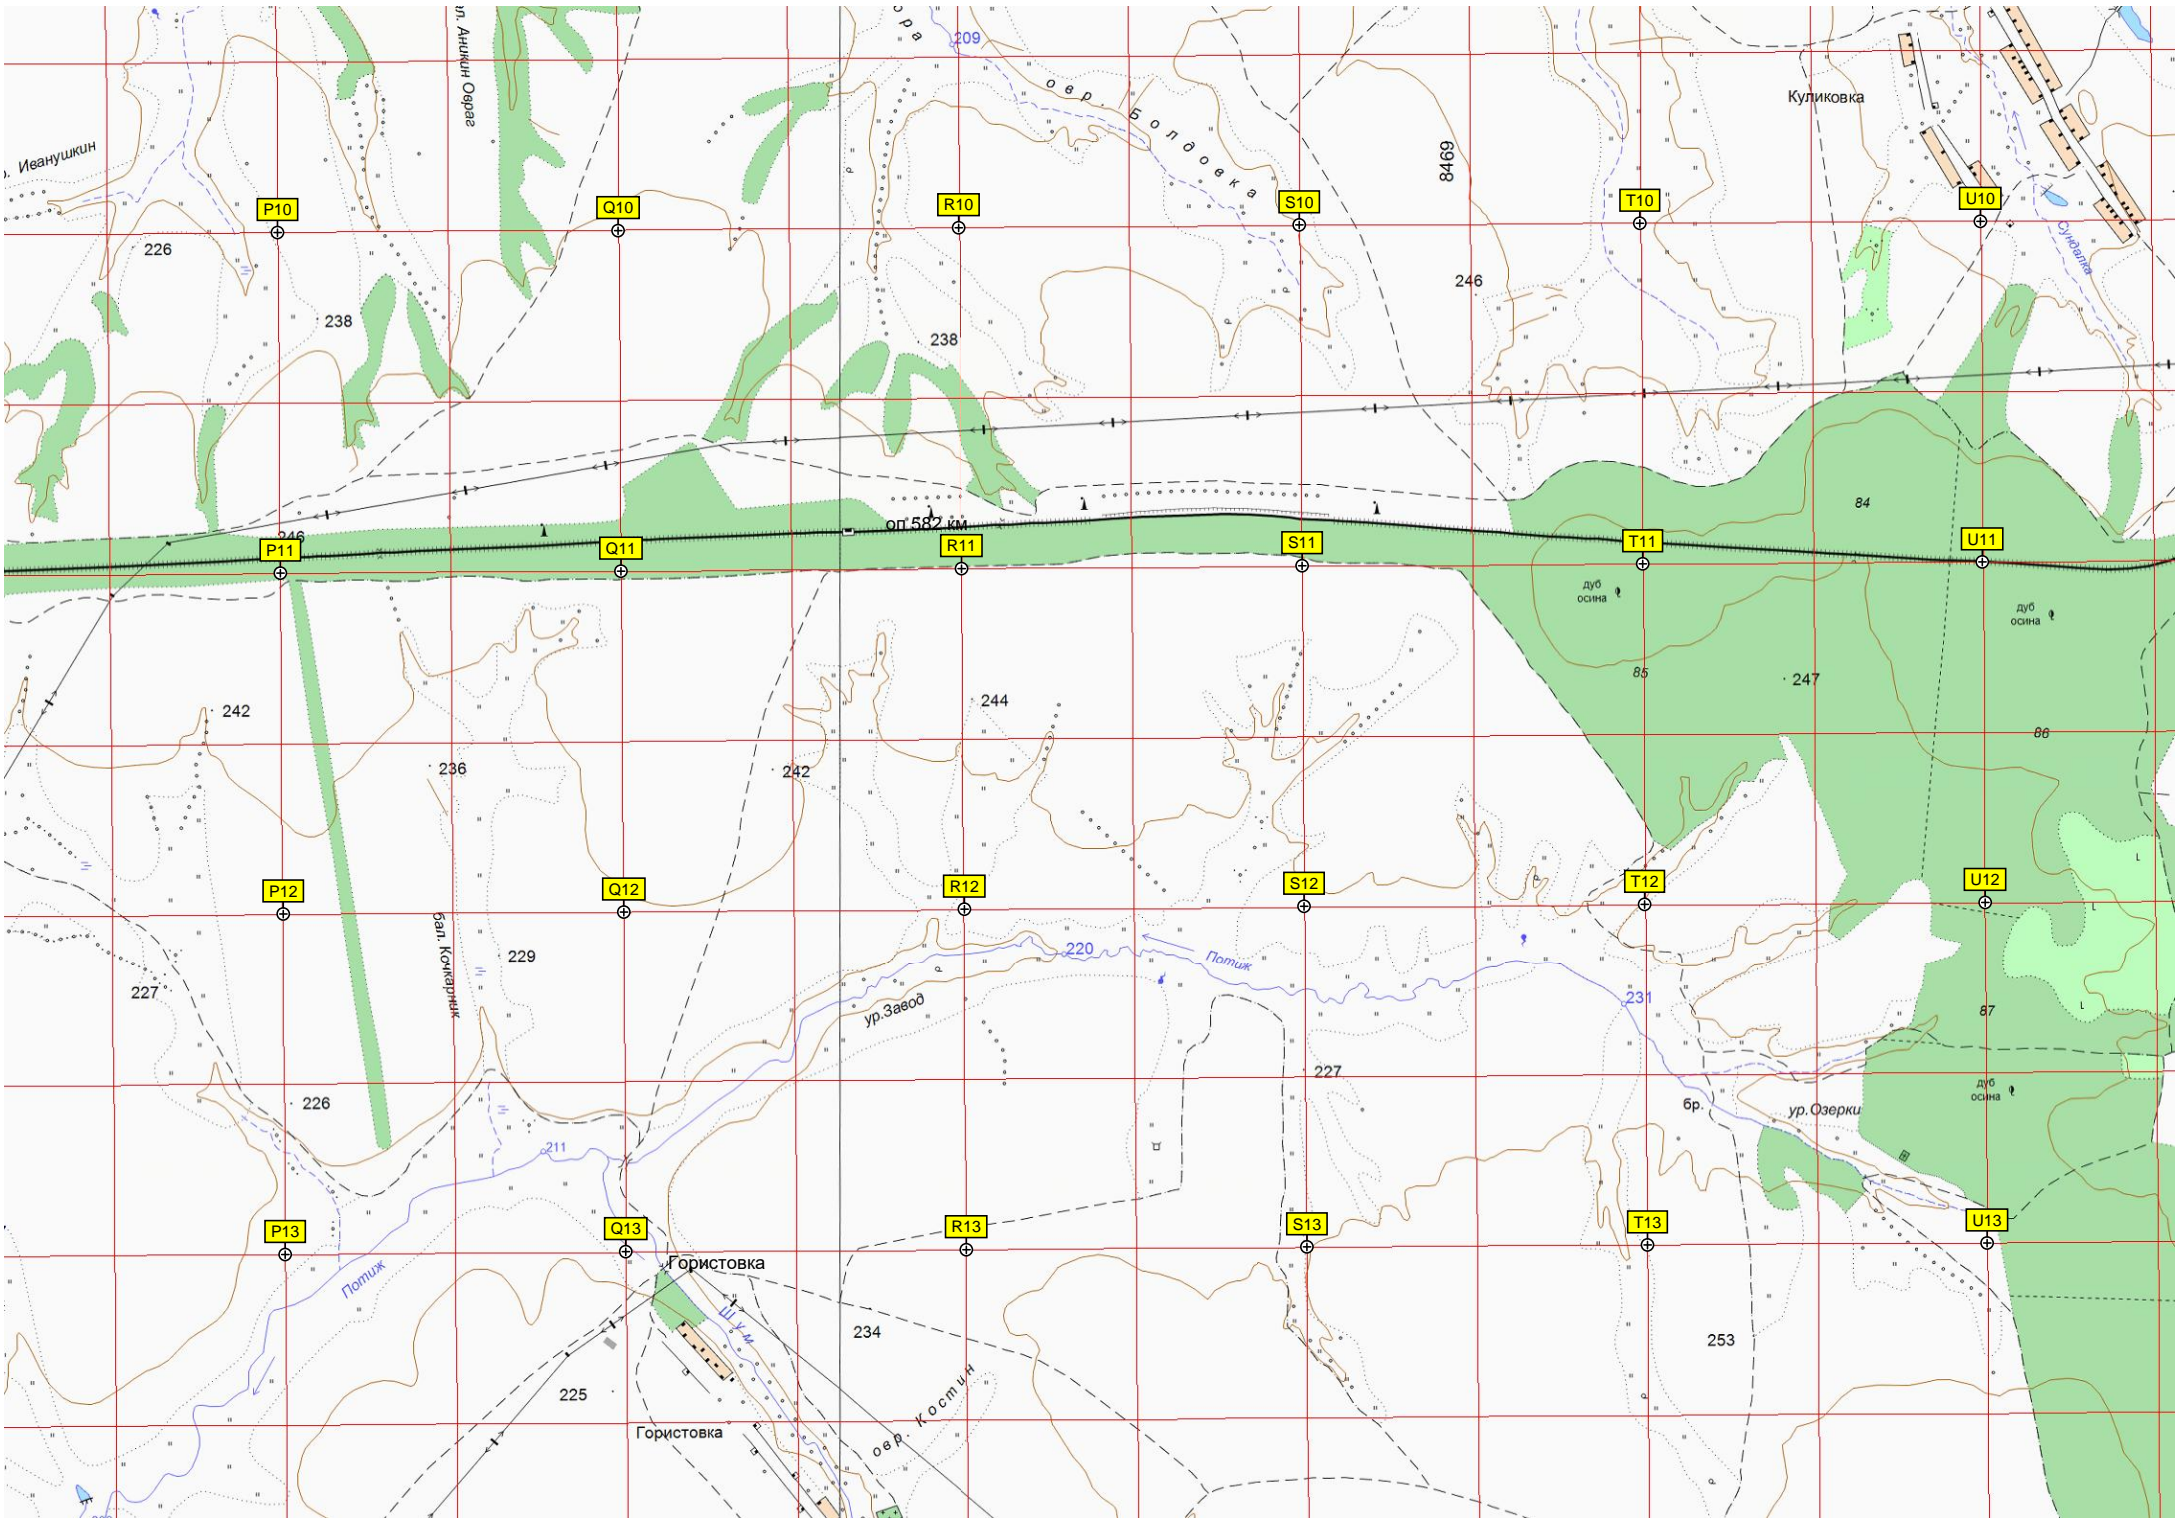 209
бал. Аникин Овраг
ора
овр. Болдовка
8469
Куликовка
р. Иванушкин
P10
Q10
R10
S10
T10
U10
Сундалка
226
246
238
238
84
оп 582 км
246
P11
Q11
R11
S11
T11
U11
дуб
осина
дуб
осина
85
247
244
242
86
236
242
P12
Q12
R12
S12
T12
U12
бал. Кочкарник
229
220
Потиж
227
ур.Завод
231
87
227
226
бр.
ур.Озерки
дуб
осина
211
P13
Q13
R13
S13
T13
U13
Гористовка
Потиж
Шум
234
253
225
овр. Костин
Гористовка